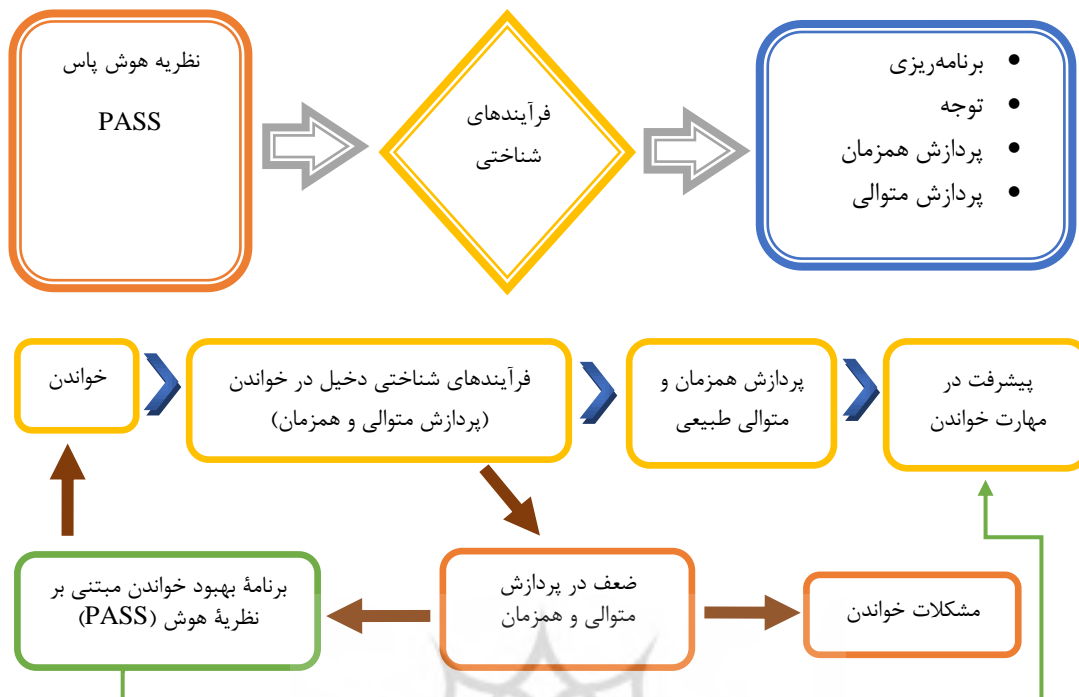 نظریه هوش پاس
PASS
فرآیندهای
شناختی
• برنامه‌ریزی
• توجه
• پردازش همزمان
• پردازش متوالی
خواندن
فرآیندهای شناختی دخیل در خواندن
(پردازش متوالی و همزمان)
پردازش همزمان و
متوالی طبیعی
پیشرفت در
مهارت خواندن
برنامهٔ بهبود خواندن مبتنی بر
نظریهٔ هوش (PASS)
ضعف در پردازش
متوالی و همزمان
مشکلات خواندن